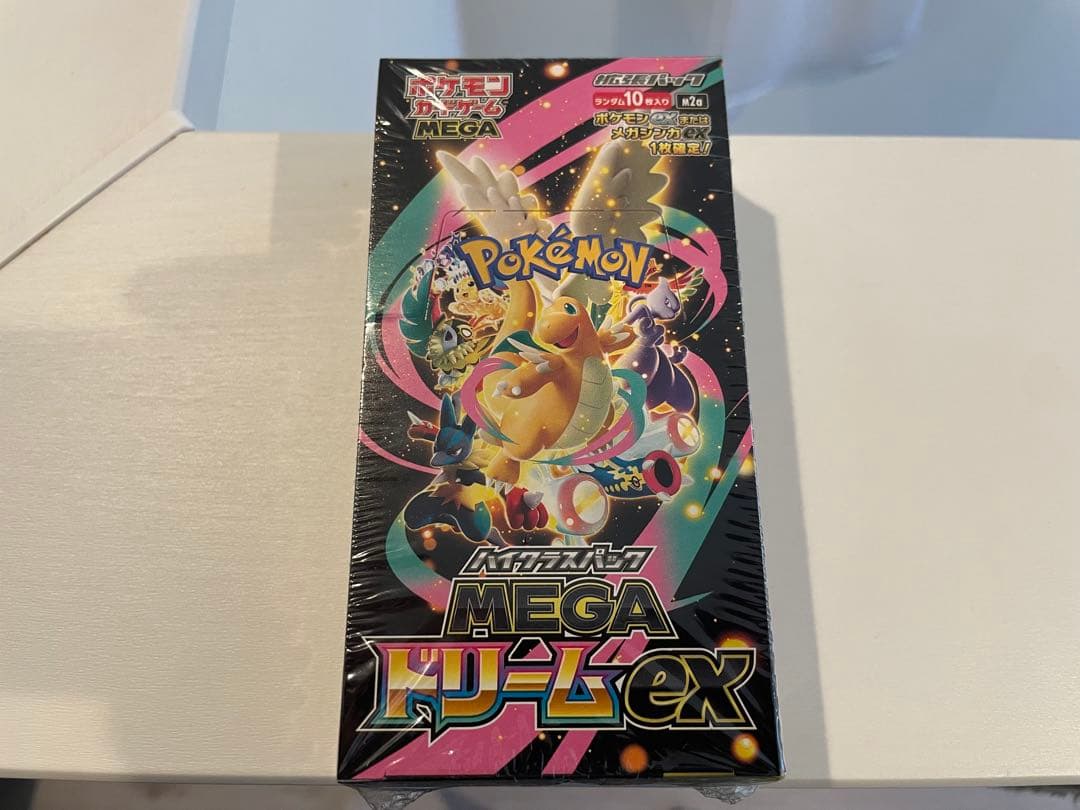 ポケモン
カードゲーム
MEGA
拡張パック
ランダム10枚入り M2a
ポケモンexまたは
メガシンカex
1枚確定!
POKéMON
ハイクラスパック
MEGA
ドリームex